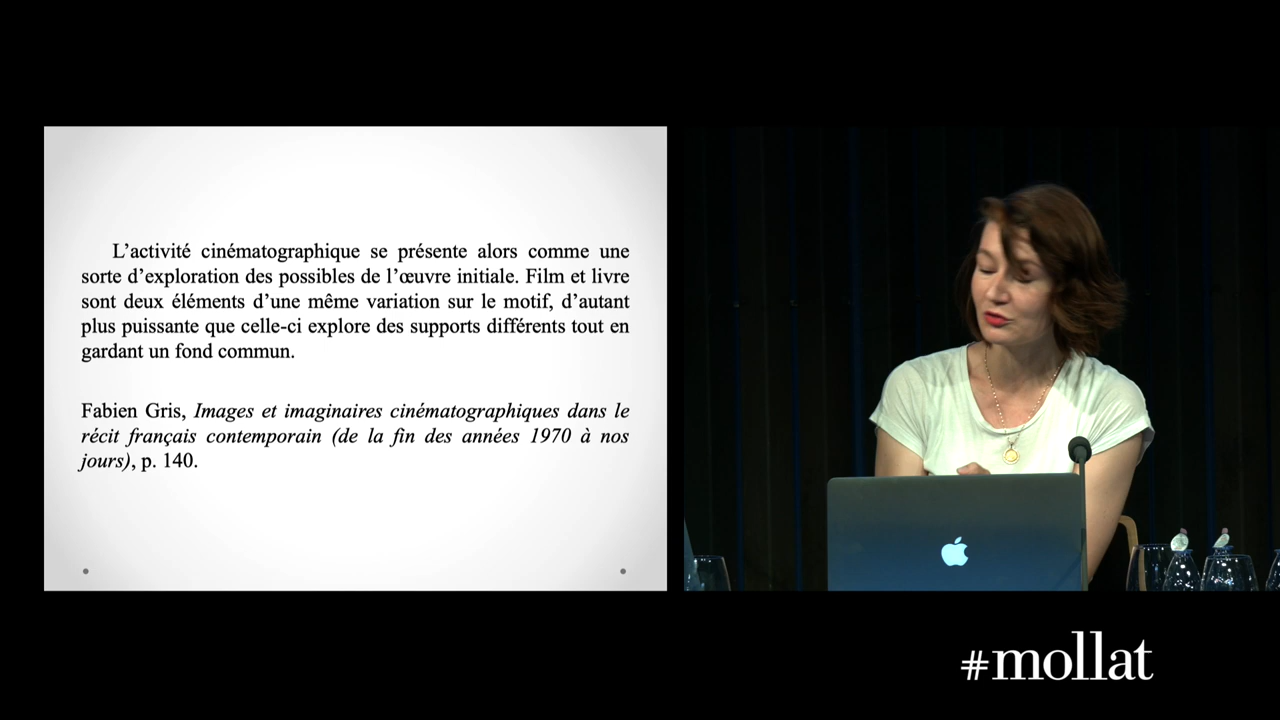 L’activité cinématographique se présente alors comme une
sorte d’exploration des possibles de l’œuvre initiale. Film et livre
sont deux éléments d’une même variation sur le motif, d’autant
plus puissante que celle-ci explore des supports différents tout en
gardant un fond commun.
Fabien Gris, Images et imaginaires cinématographiques dans le
récit français contemporain (de la fin des années 1970 à nos
jours), p. 140.
#mollat